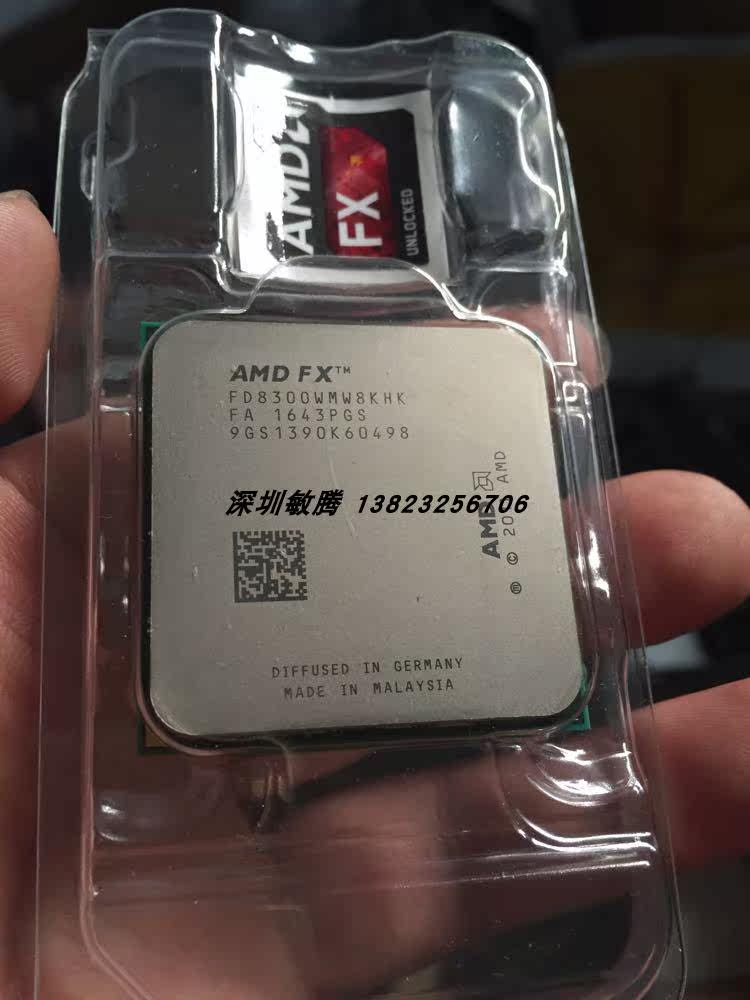 AMD
FX
UNLOCKED
AMD FX™
FD8300WMW8KHK
FA 1643PGS
9GS1390K60498
深圳敏腾 13823256706
AMD
AMD
DIFFUSED IN GERMANY
MADE IN MALAYSIA